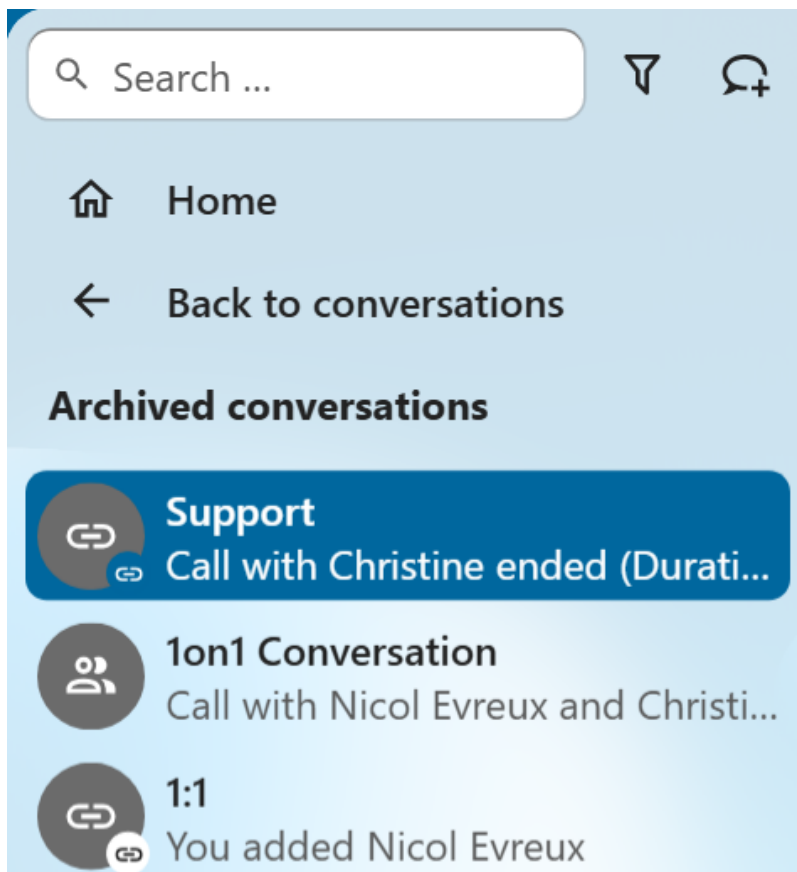 Search ...
Home
Back to conversations
Archived conversations
Support
Call with Christine ended (Durati...
1on1 Conversation
Call with Nicol Evreux and Christi...
1:1
You added Nicol Evreux